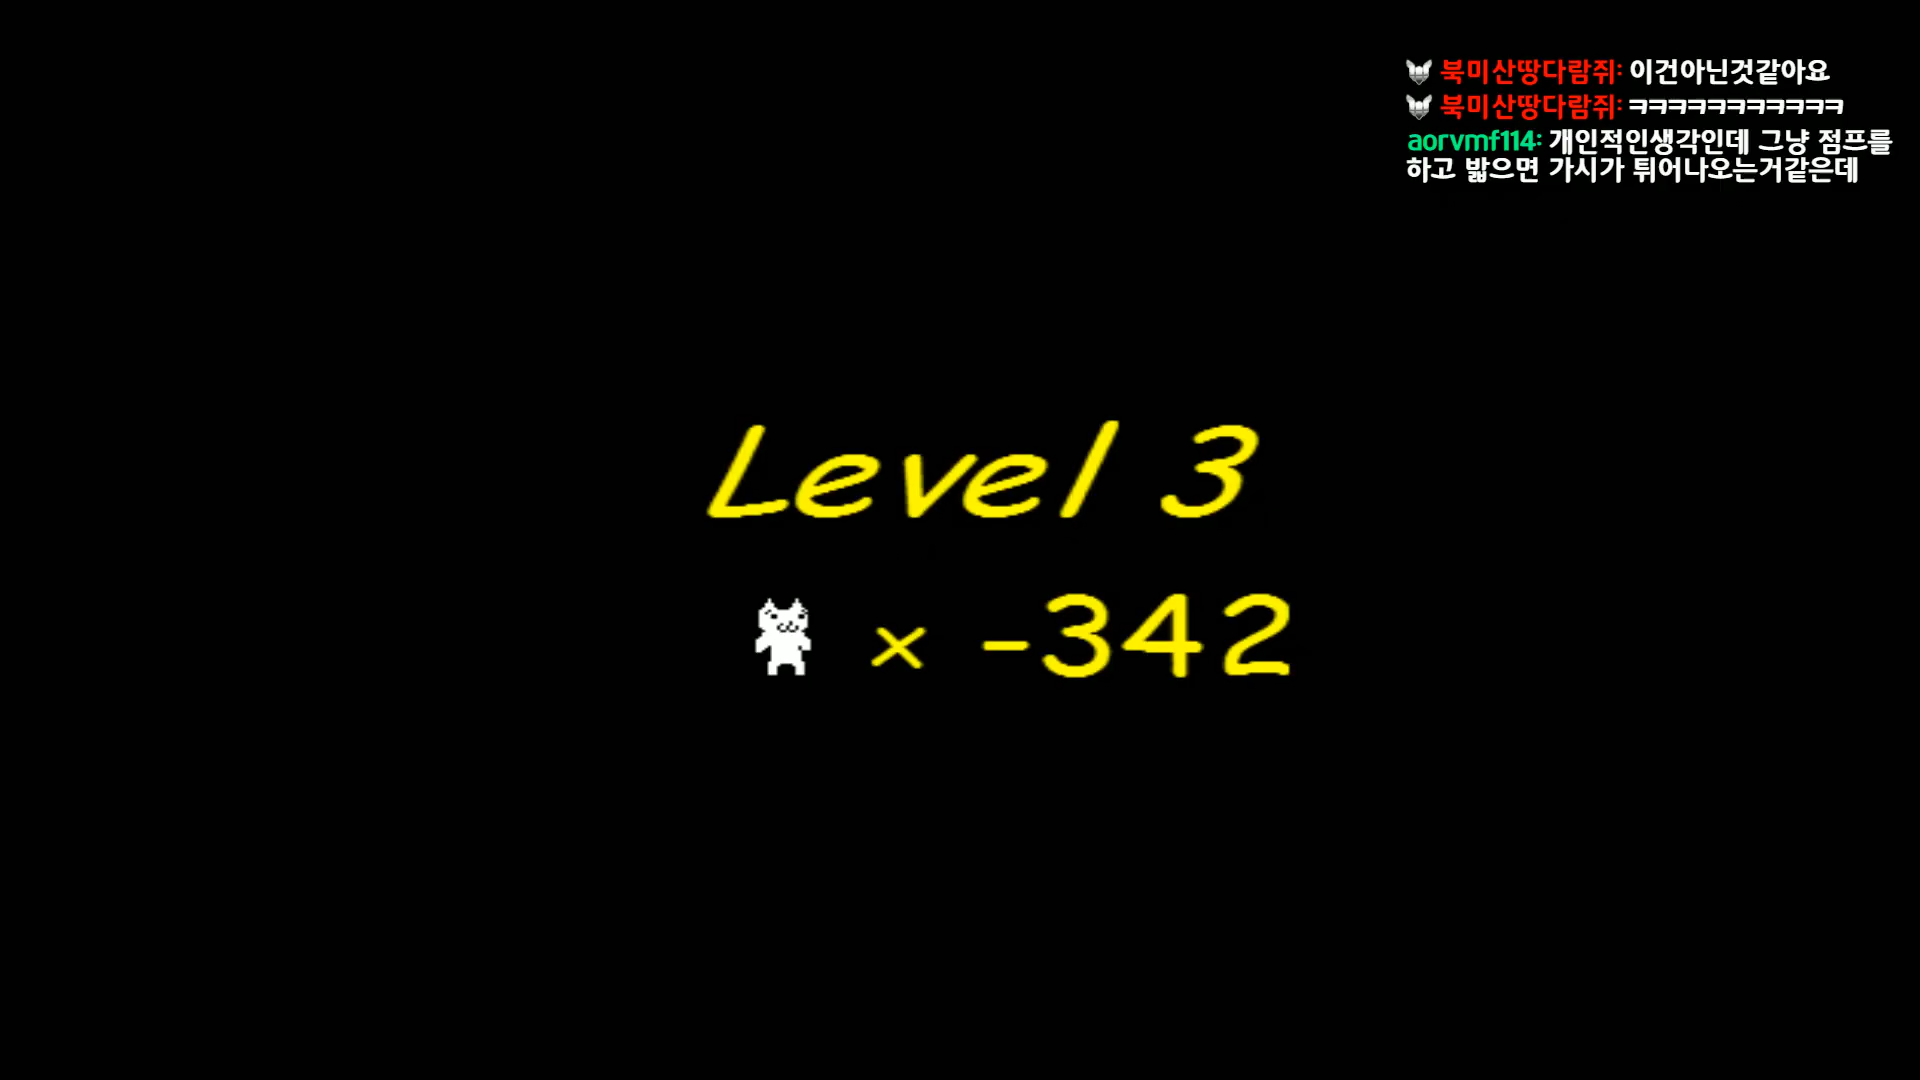 북미산땅다람쥐: 이건아닌것같아요
북미산땅다람쥐: ㅋㅋㅋㅋㅋㅋㅋㅋㅋㅋㅋ
aorvmf114: 개인적인생각인데 그냥 점프를
하고 밟으면 가시가 튀어나오는거같은데
Level 3
× -342